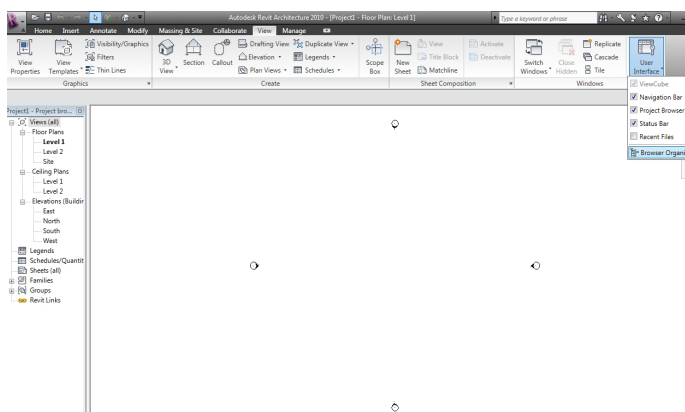 Autodesk Revit Architecture 2010 - [Project1 - Floor Plan: Level 1]
Type a keyword or phrase
Home Insert Annotate Modify Massing & Site Collaborate View Manage
View Properties
View Templates
Visibility/Graphics
Filters
Thin Lines
3D View
Section
Callout
Drafting View
Elevation
Plan Views
Duplicate View
Legends
Schedules
Scope Box
New Sheet
View
Title Block
Matchline
Activate
Deactivate
Switch Windows
Close Hidden
Replicate
Cascade
Tile
User Interface
Graphics
Create
Sheet Composition
Windows
ViewCube
Navigation Bar
Project Browser
Status Bar
Recent Files
Browser Organi
Project1 - Project bro...
Views (all)
Floor Plans
Level 1
Level 2
Site
Ceiling Plans
Level 1
Level 2
Elevations (Buildin
East
North
South
West
Legends
Schedules/Quantit
Sheets (all)
Families
Groups
Revit Links